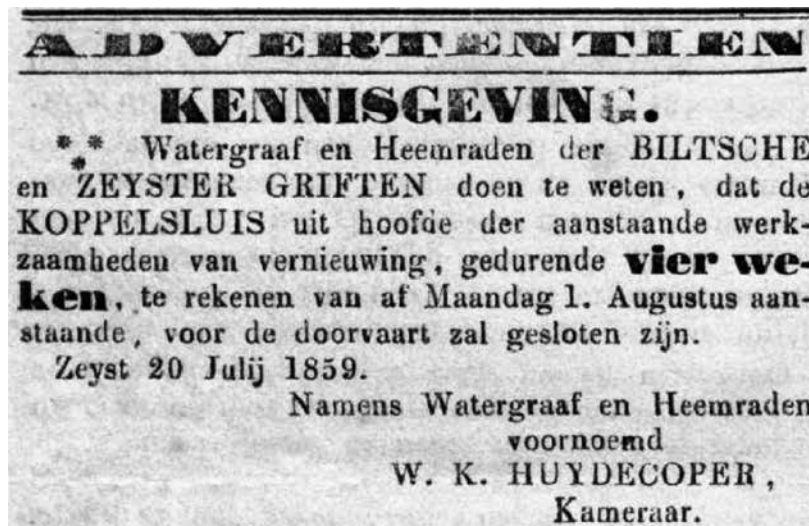 ADVERTENTIEN
KENNISGEVING.
*** Watergraaf en Heemraden der BILTSCHE
en ZEYSTER GRIFTEN doen te weten, dat de
KOPPELSLUIS uit hoofde der aanstaande werk-
zaamheden van vernieuwing, gedurende vier we-
ken, te rekenen van af Maandag 1. Augustus aan-
staande, voor de doorvaart zal gesloten zijn.
Zeyst 20 Julij 1859.
Namens Watergraaf en Heemraden
voornoemd
W. K. HUYDECOPER,
Kameraar.